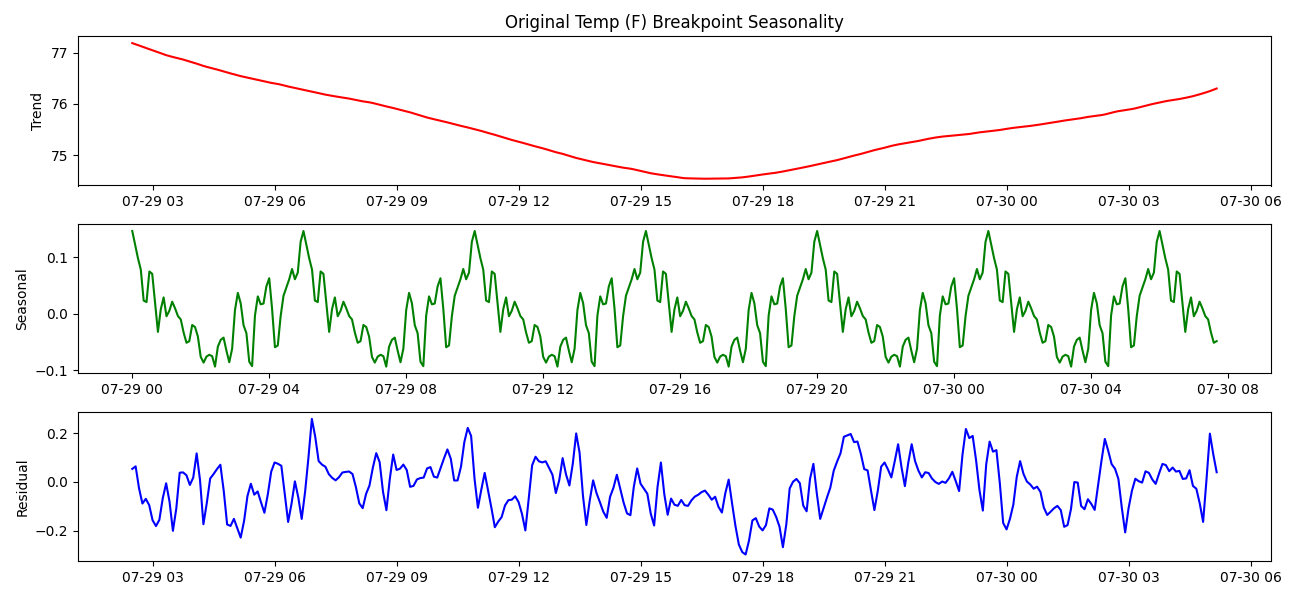 Original Temp (F) Breakpoint Seasonality
Trend
77
76
75
07-29 03 07-29 06 07-29 09 07-29 12 07-29 15 07-29 18 07-29 21 07-30 00 07-30 03 07-30 06
Seasonal
0.1
0.0
−0.1
07-29 00 07-29 04 07-29 08 07-29 12 07-29 16 07-29 20 07-30 00 07-30 04 07-30 08
Residual
0.2
0.0
−0.2
07-29 03 07-29 06 07-29 09 07-29 12 07-29 15 07-29 18 07-29 21 07-30 00 07-30 03 07-30 06